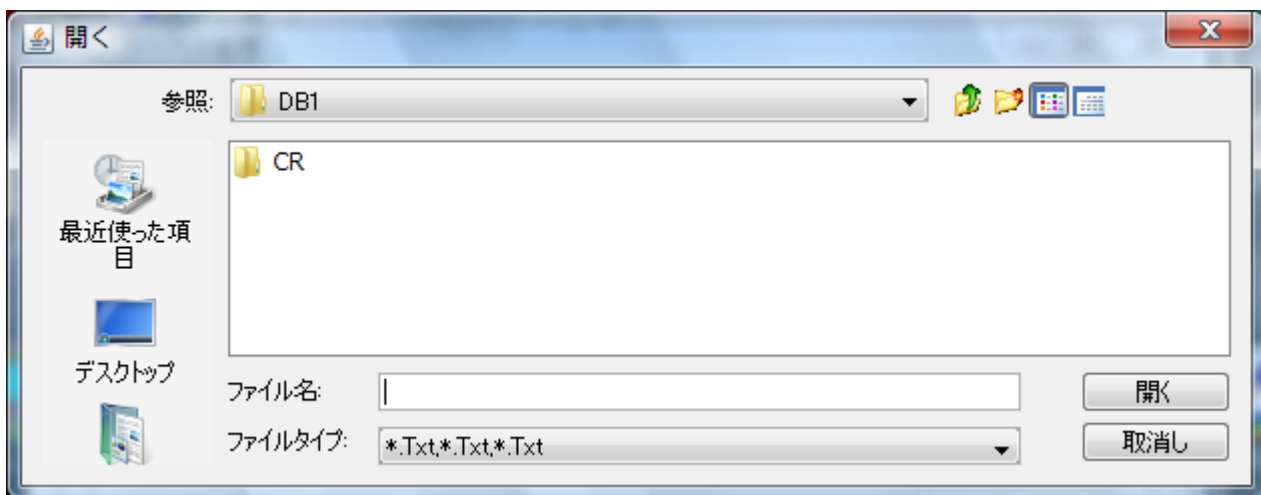 開く
参照:
DB1
CR
最近使った項
目
デスクトップ
ファイル名:
開く
ファイルタイプ:
*.Txt,*.Txt,*.Txt
取消し